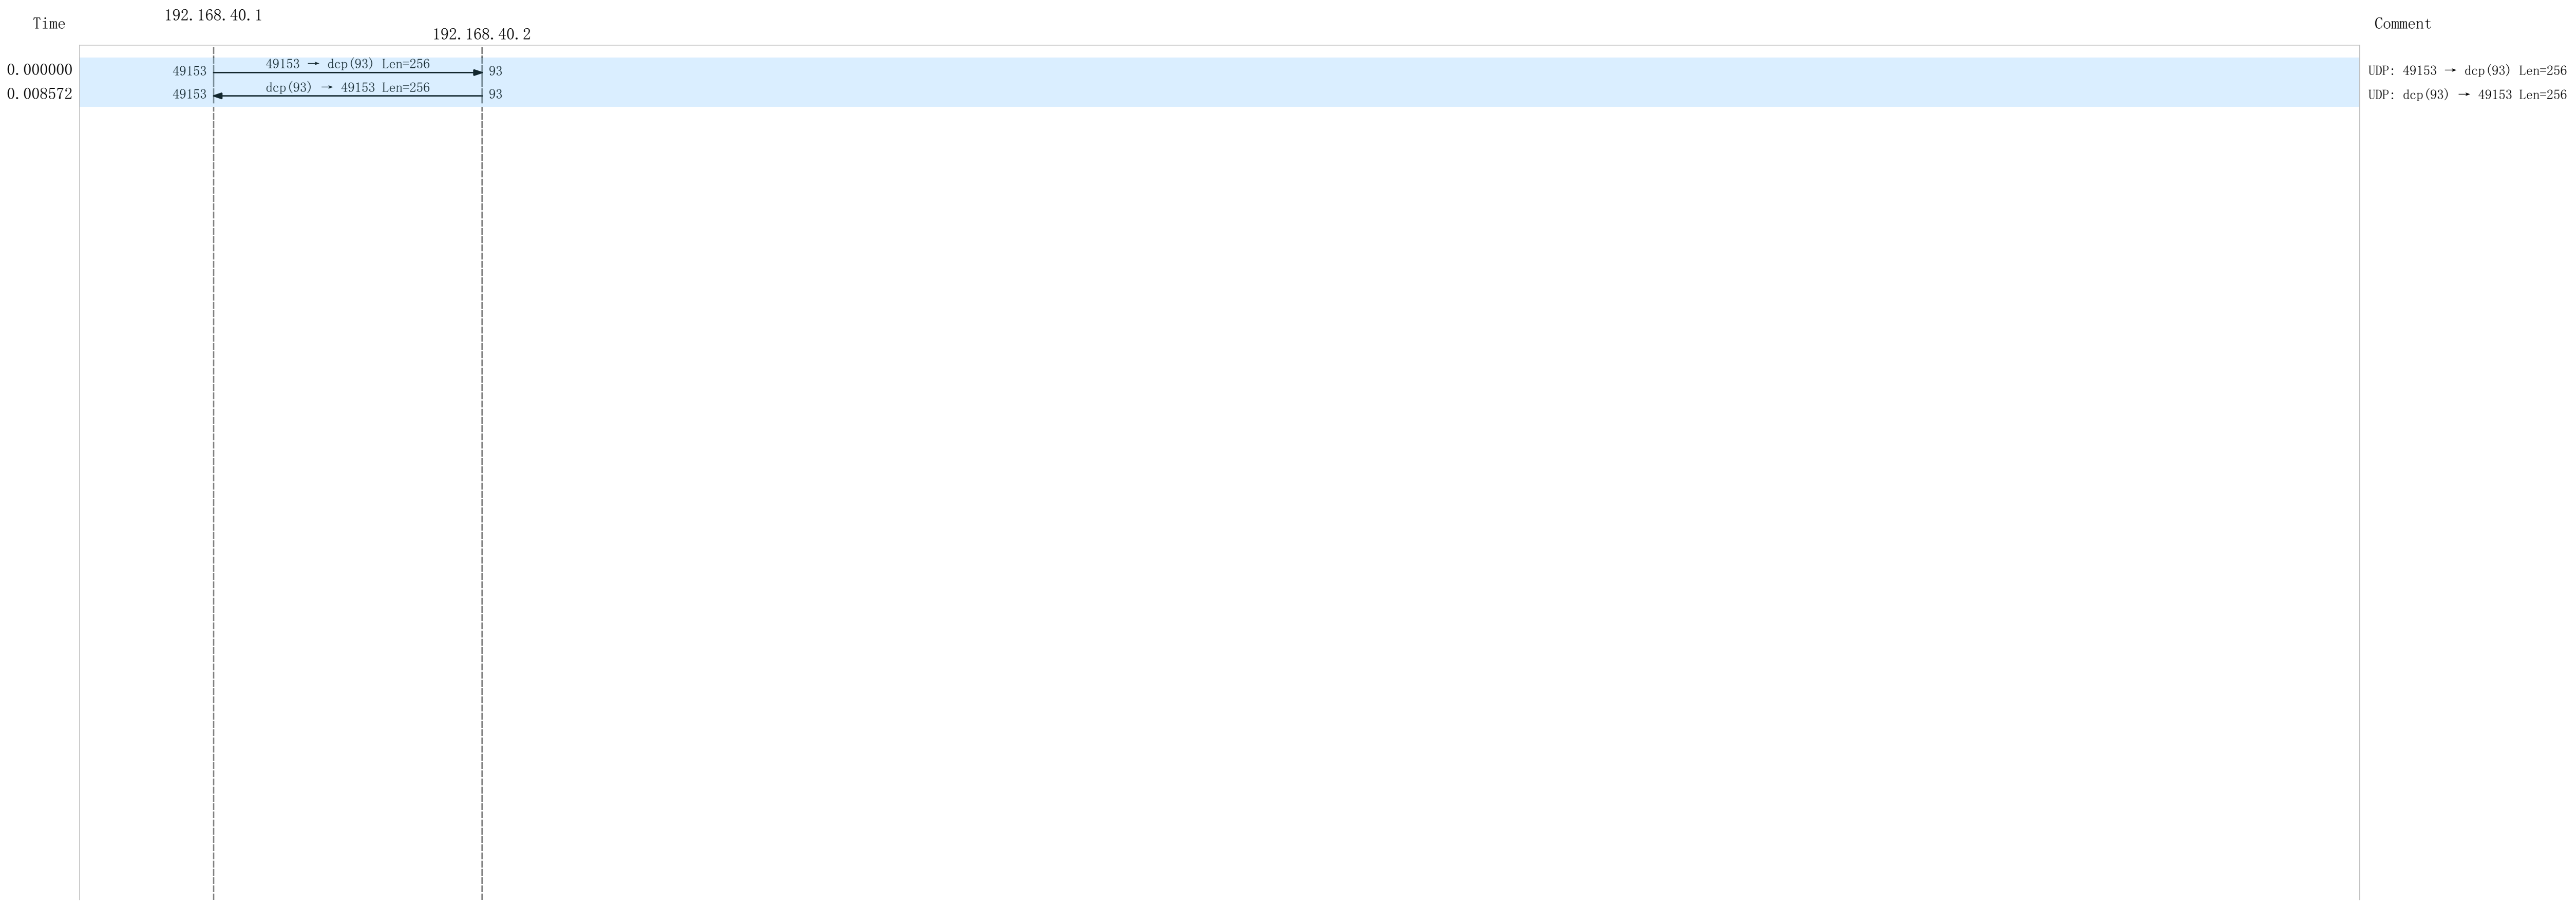 192.168.40.1
Time
Comment
192.168.40.2
0.000000 49153 49153 → dcp(93) Len=256 93 UDP: 49153 → dcp(93) Len=256
0.008572 49153 dcp(93) → 49153 Len=256 93 UDP: dcp(93) → 49153 Len=256